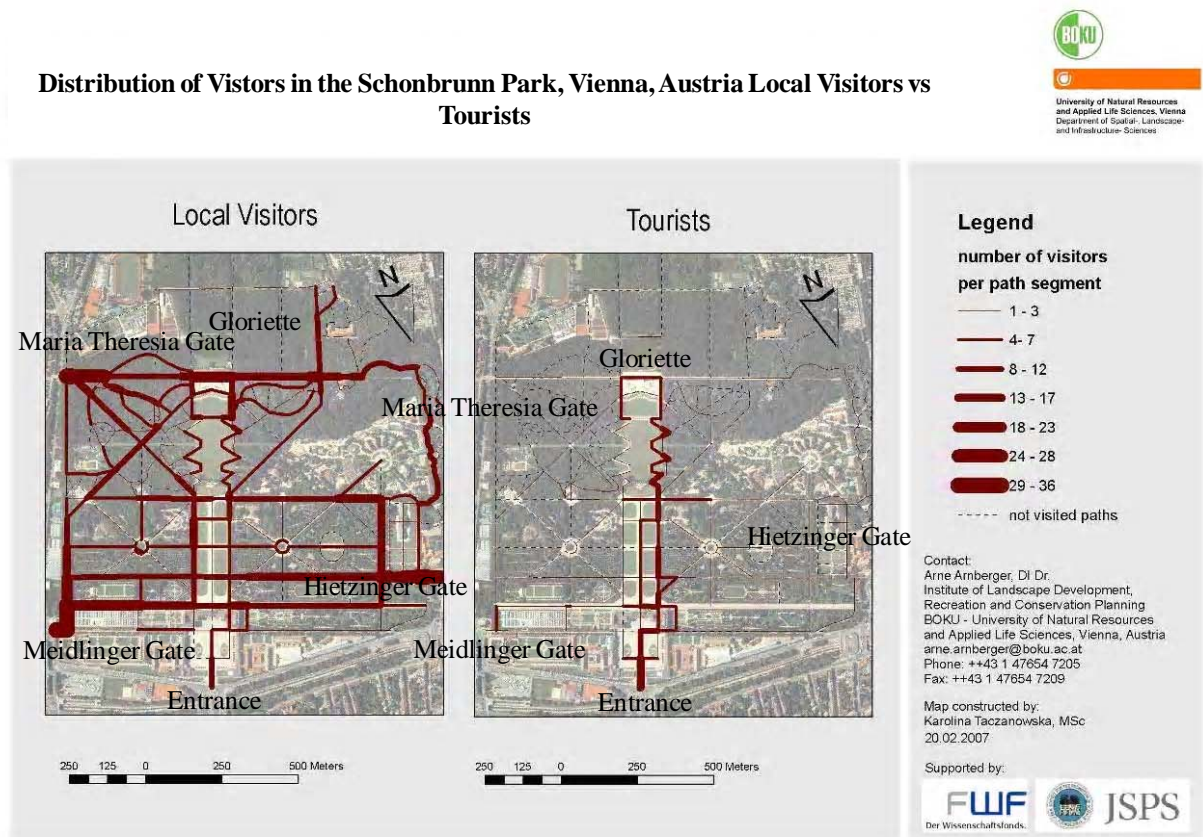 BOKU
University of Natural Resources
and Applied Life Sciences, Vienna
Department of Spatial-, Landscape-
and Infrastructure- Sciences
Distribution of Vistors in the Schonbrunn Park, Vienna, Austria Local Visitors vs
Tourists
Local Visitors
N
Gloriette
Maria Theresia Gate
Hietzinger Gate
Meidlinger Gate
Entrance
250 125 0 250 500 Meters
Tourists
N
Gloriette
Maria Theresia Gate
Hietzinger Gate
Meidlinger Gate
Entrance
250 125 0 250 500 Meters
Legend
number of visitors
per path segment
1 - 3
4- 7
8 - 12
13 - 17
18 - 23
24 - 28
29 - 36
not visited paths
Contact:
Arne Arnberger, DI Dr.
Institute of Landscape Development,
Recreation and Conservation Planning
BOKU - University of Natural Resources
and Applied Life Sciences, Vienna, Austria
arne.arnberger@boku.ac.at
Phone: ++43 1 47654 7205
Fax: ++43 1 47654 7209
Map constructed by:
Karolina Taczanowska, MSc
20.02.2007
Supported by:
FWF
Der Wissenschaftsfonds.
JSPS